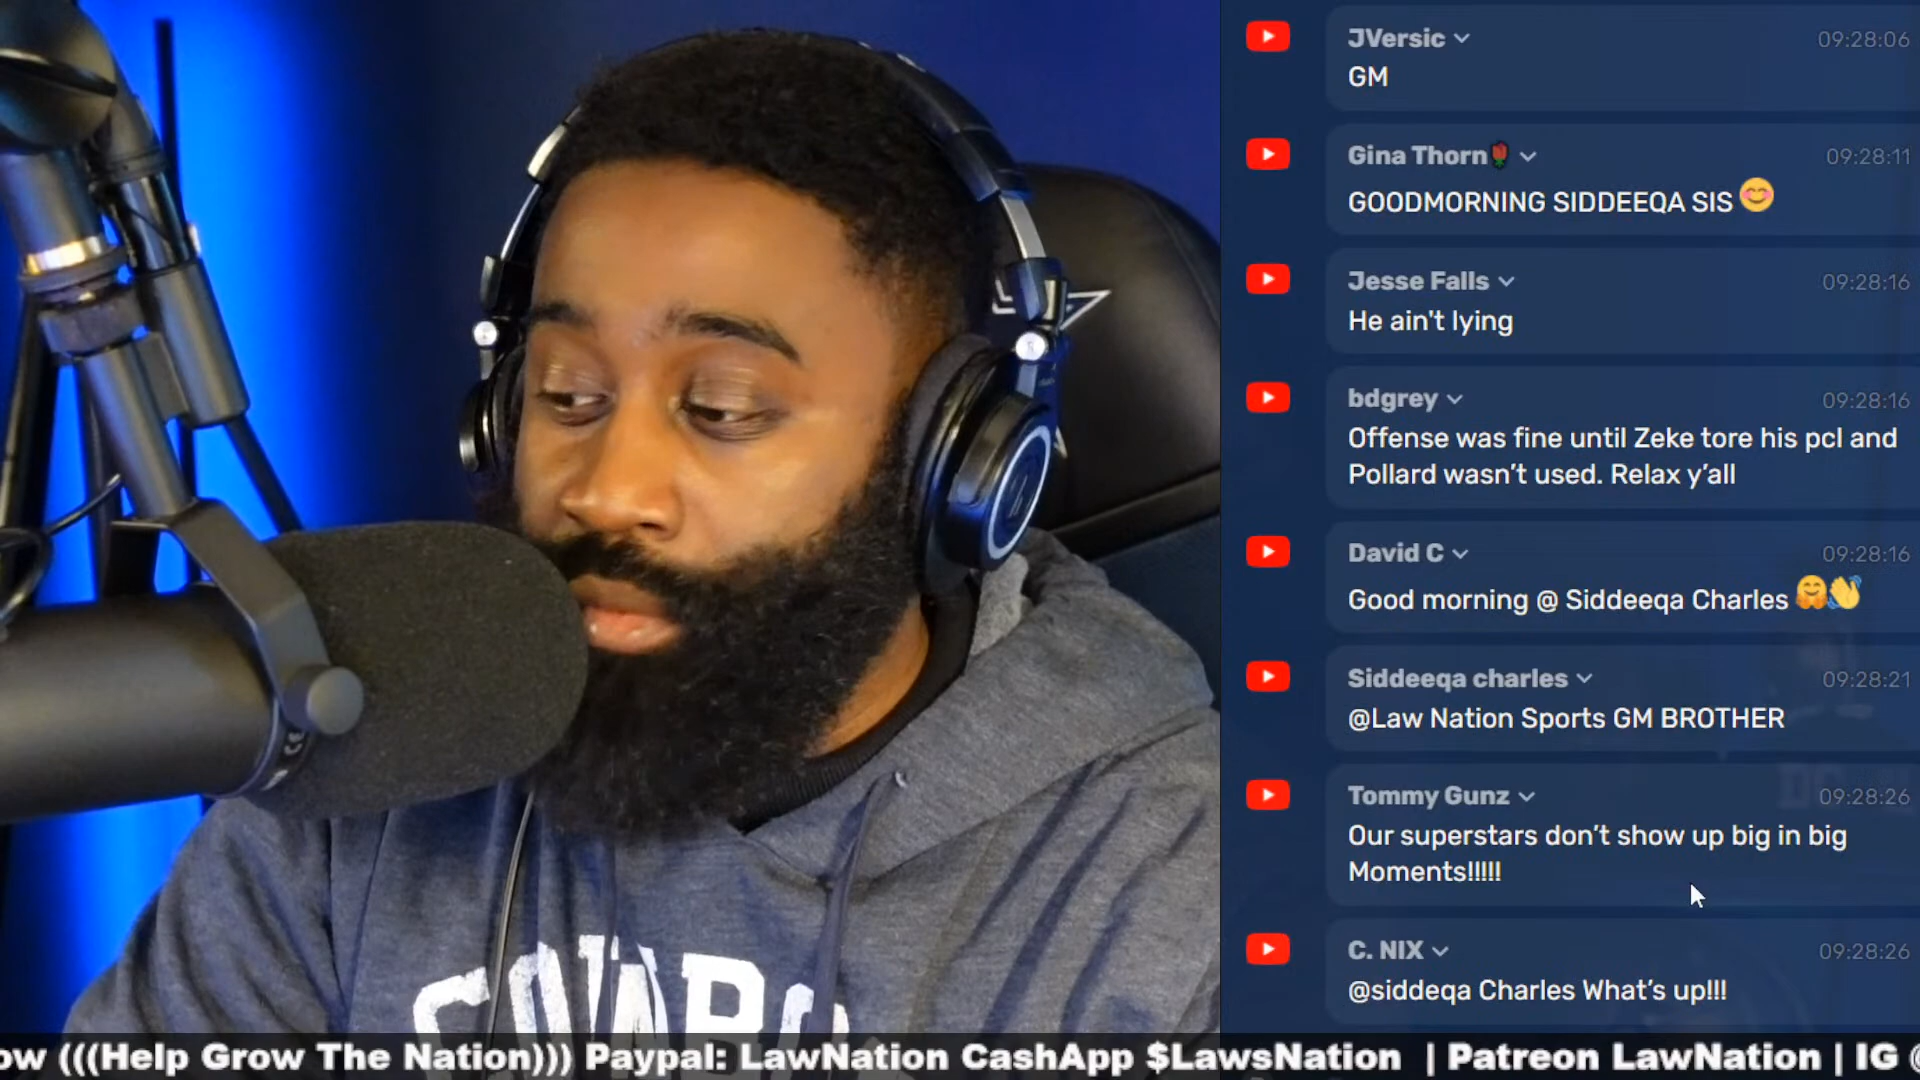 JVersic 09:28:06
GM
Gina Thorn🌹 09:28:11
GOODMORNING SIDDEEQA SIS 😊
Jesse Falls 09:28:16
He ain't lying
bdgrey 09:28:16
Offense was fine until Zeke tore his pcl and
Pollard wasn’t used. Relax y’all
David C 09:28:16
Good morning @ Siddeeqa Charles 🤗👋
Siddeeqa charles 09:28:21
@Law Nation Sports GM BROTHER
Tommy Gunz 09:28:26
Our superstars don’t show up big in big
Moments!!!!!
C. NIX 09:28:26
@siddeqa Charles What’s up!!!
ow (((Help Grow The Nation))) Paypal: LawNation CashApp $LawsNation | Patreon LawNation | IG @